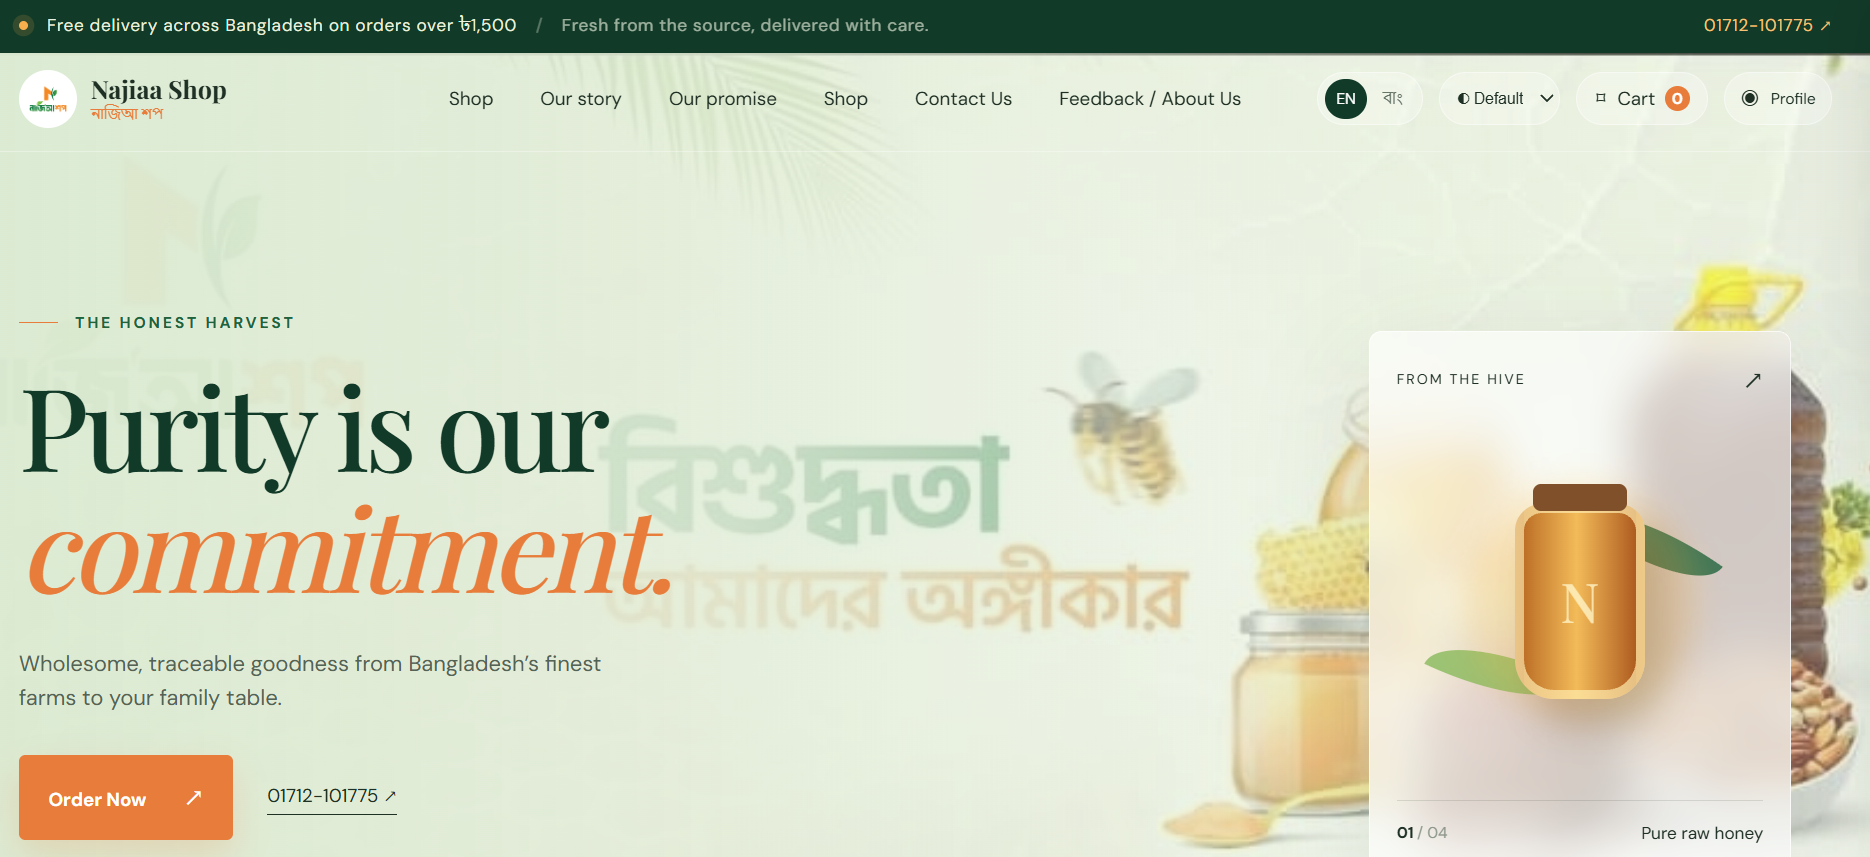 Free delivery across Bangladesh on orders over ৳1,500 / Fresh from the source, delivered with care.
01712-101775 ↗
নাজিআ শপ
Najiaa Shop
নাজিআ শপ
Shop
Our story
Our promise
Shop
Contact Us
Feedback / About Us
EN
বাং
Default
Cart 0
Profile
THE HONEST HARVEST
নাজিআ শপ
Purity is our
commitment.
বিশুদ্ধতা
আমাদের অঙ্গীকার
Wholesome, traceable goodness from Bangladesh’s finest
farms to your family table.
Order Now ↗
01712-101775 ↗
FROM THE HIVE ↗
N
01 / 04
Pure raw honey